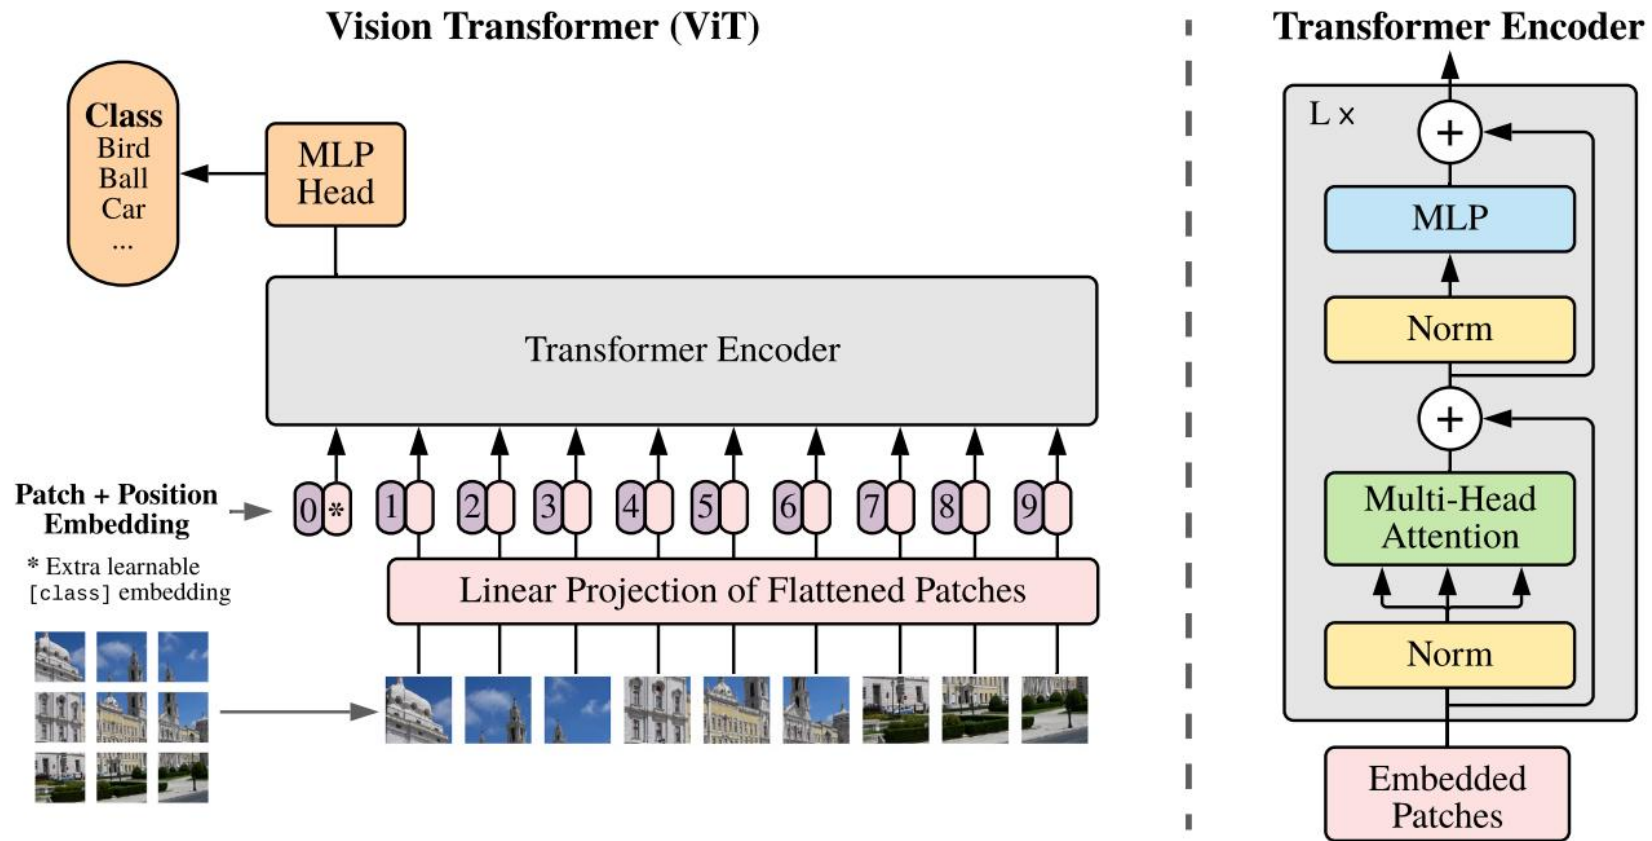 Vision Transformer (ViT)
Class
Bird
Ball
Car
...
MLP
Head
Transformer Encoder
Patch + Position
Embedding
* Extra learnable
[class] embedding
0 * 1 2 3 4 5 6 7 8 9
Linear Projection of Flattened Patches
Transformer Encoder
L x
+
MLP
Norm
+
Multi-Head
Attention
Norm
Embedded
Patches